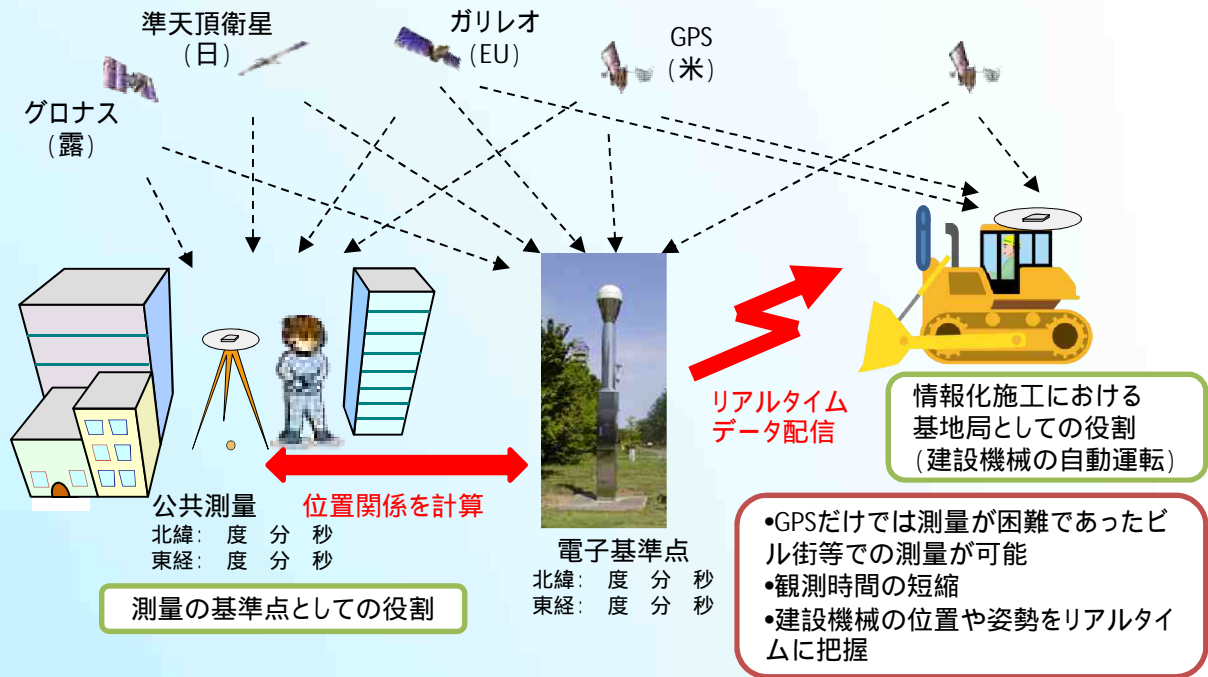 準天頂衛星
(日)
ガリレオ
(EU)
GPS
(米)
グロナス
(露)
リアルタイム
データ配信
情報化施工における
基地局としての役割
(建設機械の自動運転)
公共測量
北緯: 度 分 秒
東経: 度 分 秒
位置関係を計算
電子基準点
北緯: 度 分 秒
東経: 度 分 秒
測量の基準点としての役割
•GPSだけでは測量が困難であったビ
ル街等での測量が可能
•観測時間の短縮
•建設機械の位置や姿勢をリアルタイ
ムに把握